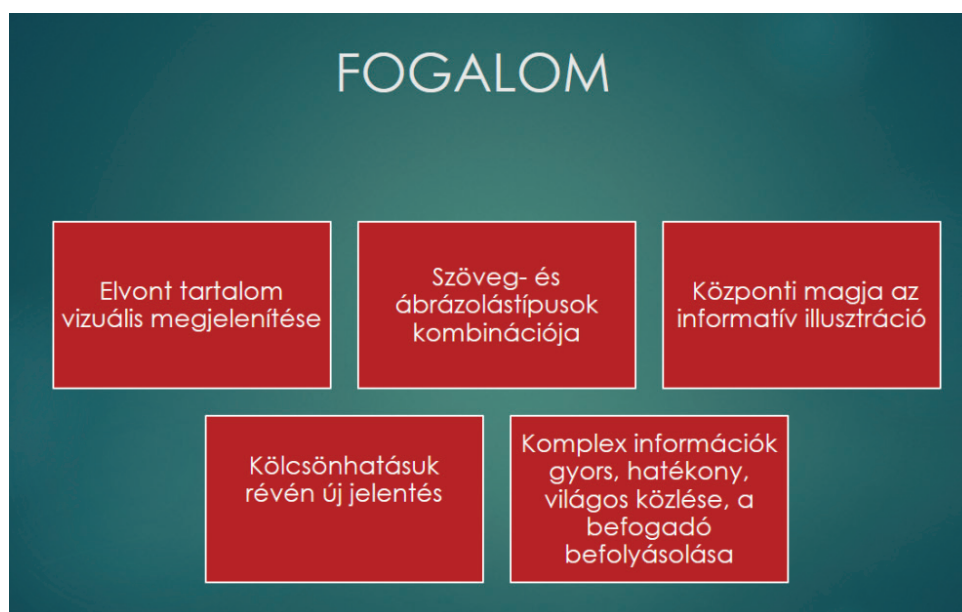 FOGALOM
Elvont tartalom
vizuális megjelenítése
Szöveg- és
ábrázolástípusok
kombinációja
Központi magja az
informatív illusztráció
Kölcsönhatásuk
révén új jelentés
Komplex információk
gyors, hatékony,
világos közlése, a
befogadó
befolyásolása